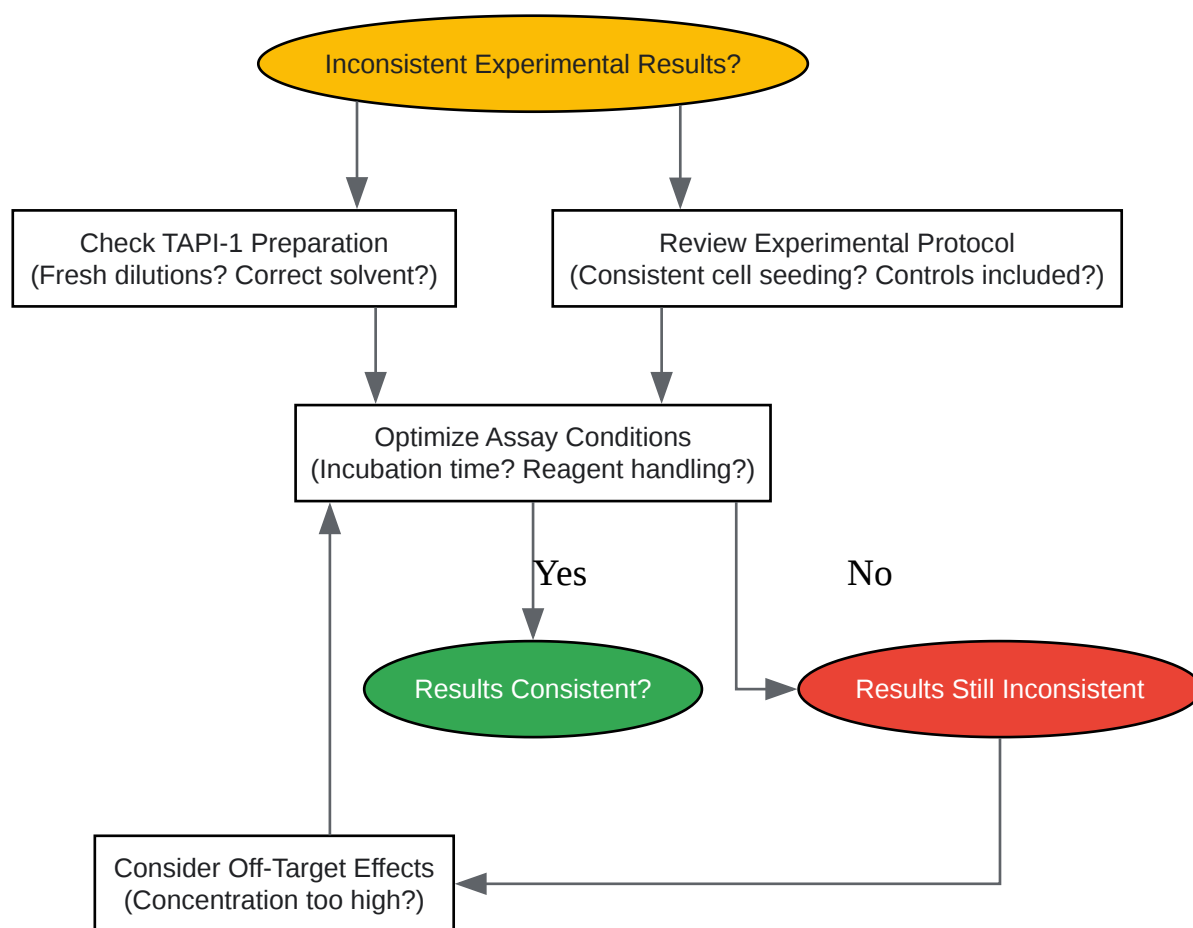 Inconsistent Experimental Results?
Check TAPI-1 Preparation
(Fresh dilutions? Correct solvent?)
Review Experimental Protocol
(Consistent cell seeding? Controls included?)
Optimize Assay Conditions
(Incubation time? Reagent handling?)
Yes
No
Results Consistent?
Results Still Inconsistent
Consider Off-Target Effects
(Concentration too high?)